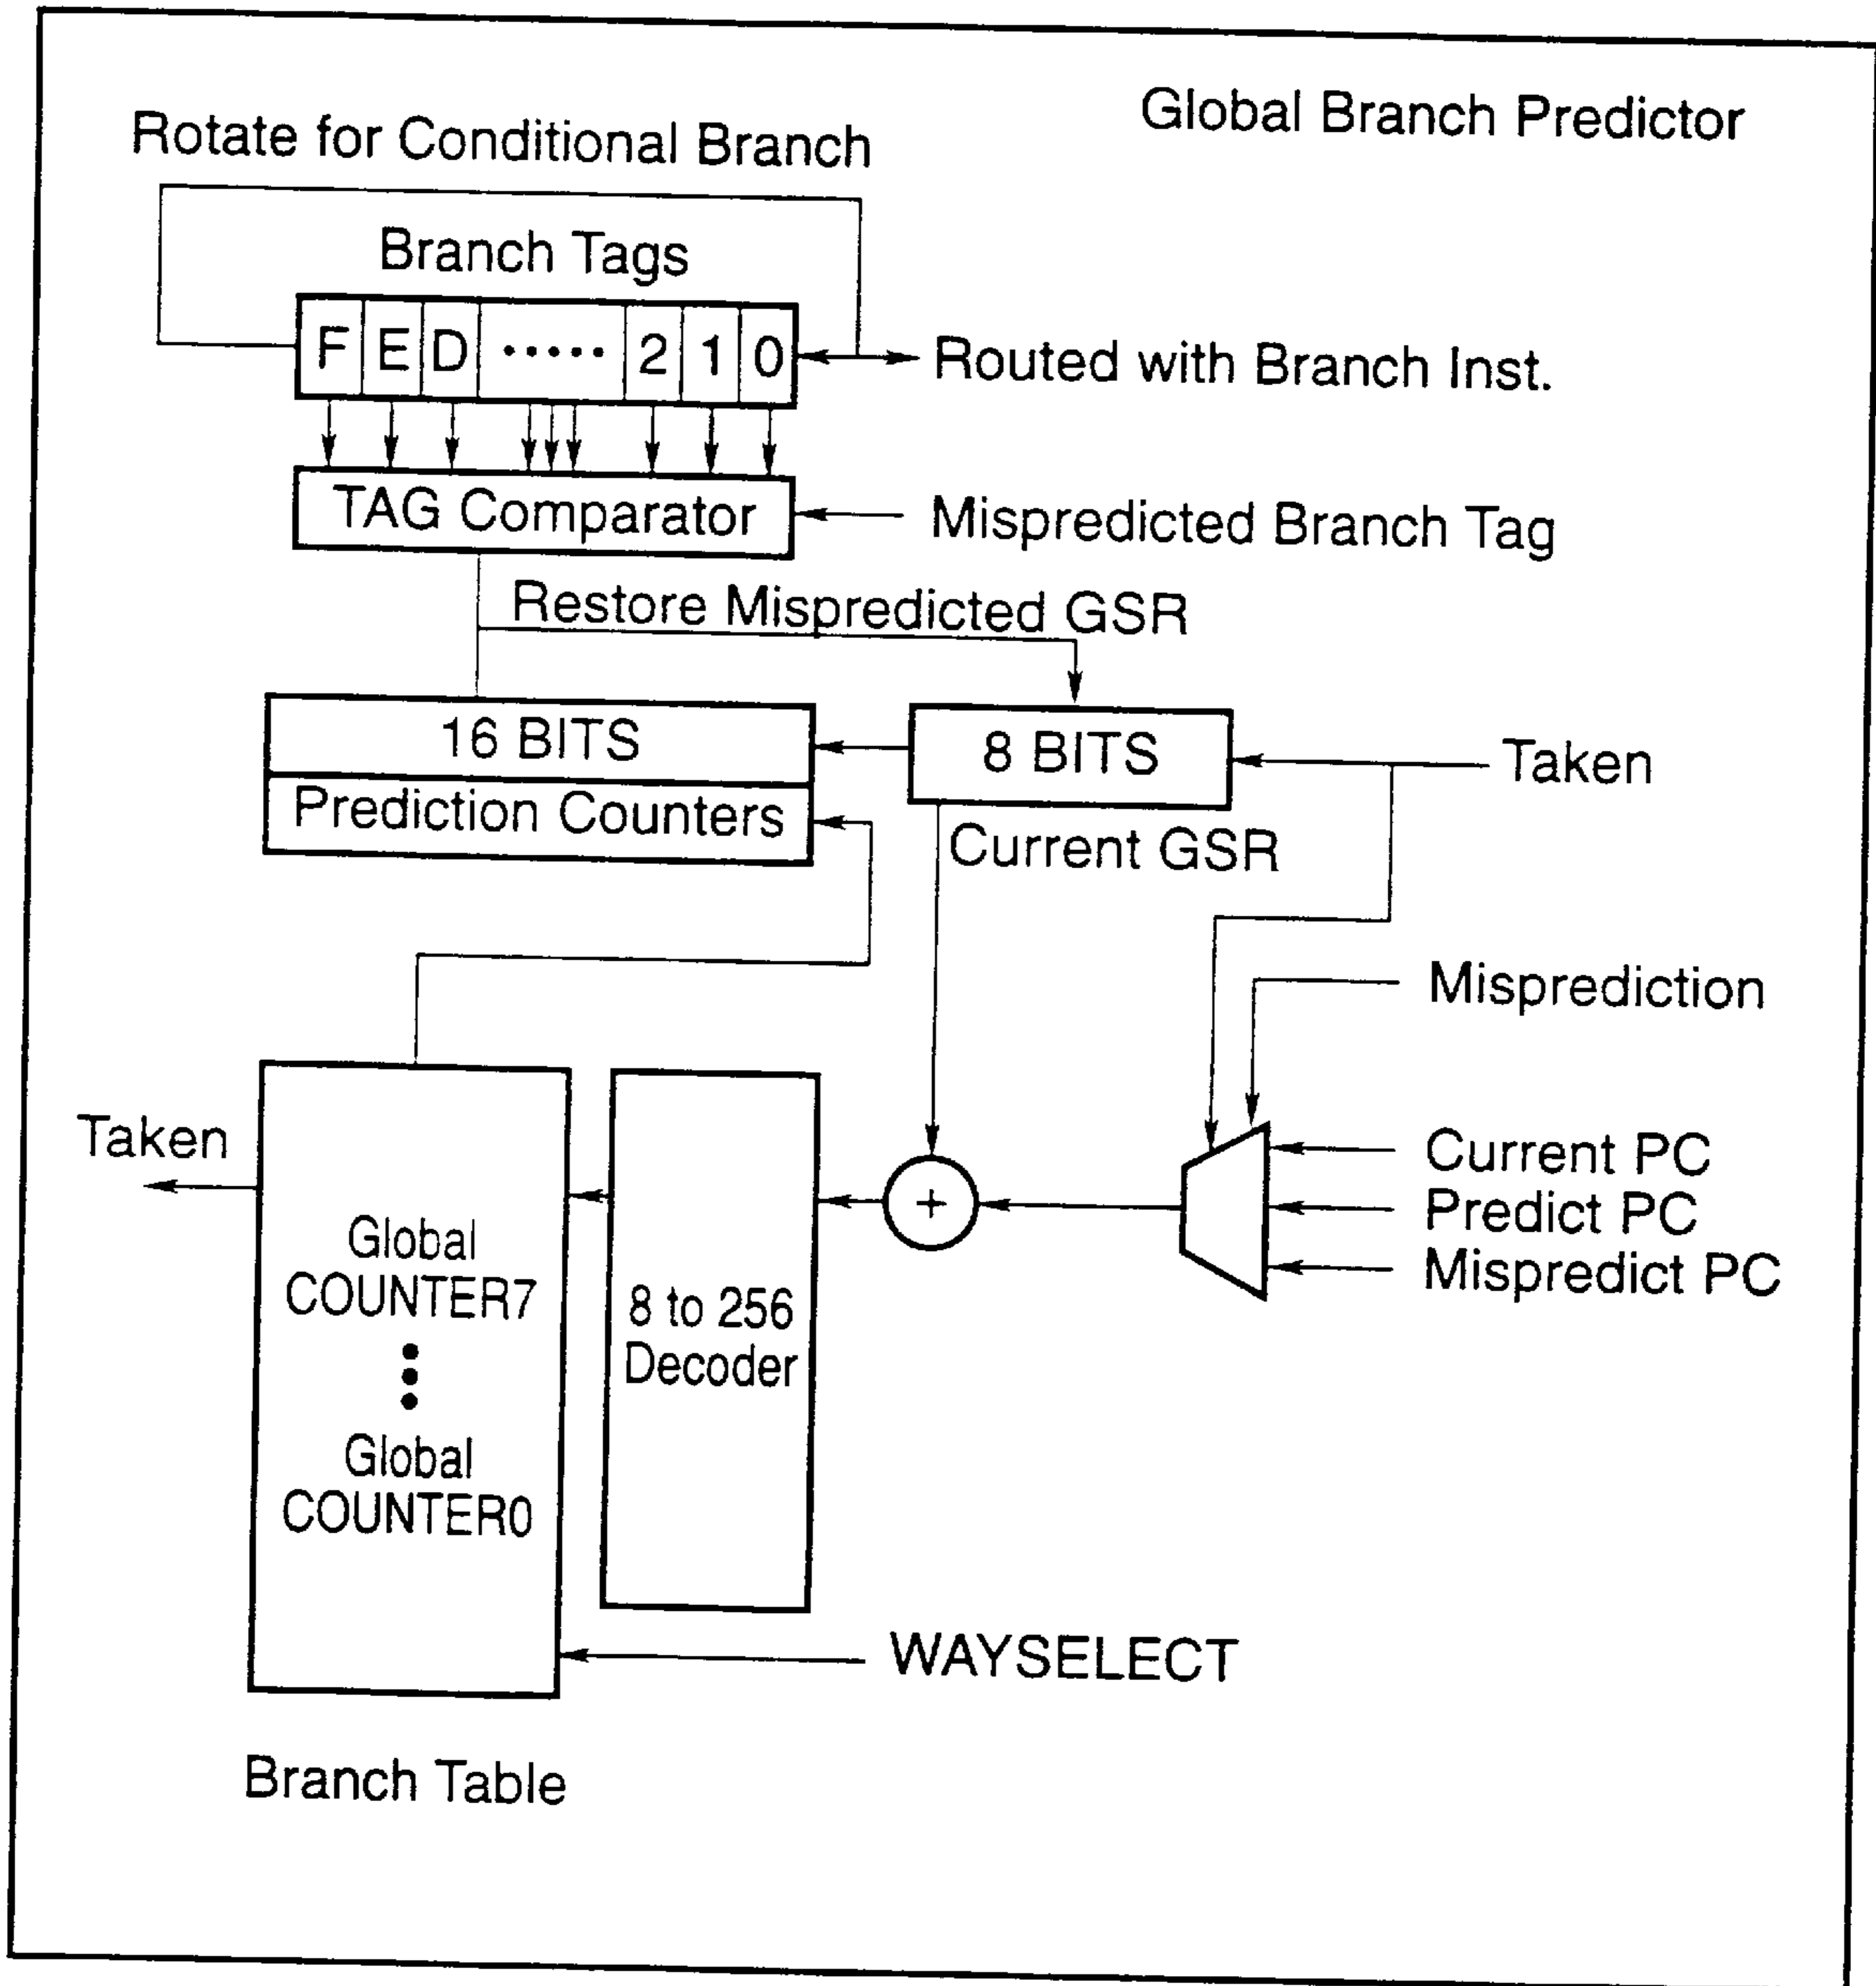 Global Branch Predictor
Rotate for Conditional Branch
Branch Tags
F E D ····· 2 1 0
Routed with Branch Inst.
TAG Comparator
Mispredicted Branch Tag
Restore Mispredicted GSR
16 BITS
8 BITS
Taken
Prediction Counters
Current GSR
Misprediction
Taken
Current PC
Predict PC
Mispredict PC
+
Global
COUNTER7
Global
COUNTER0
8 to 256
Decoder
WAYSELECT
Branch Table